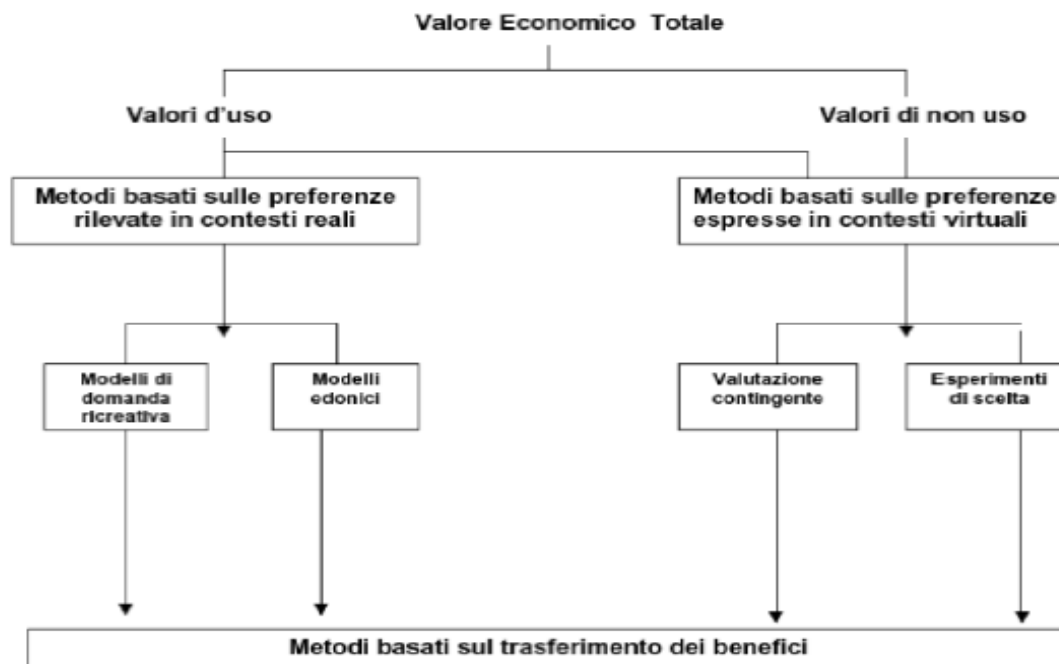 Valore Economico Totale
Valori d'uso
Valori di non uso
Metodi basati sulle preferenze
rilevate in contesti reali
Metodi basati sulle preferenze
espresse in contesti virtuali
Modelli di
domanda
ricreativa
Modelli
edonici
Valutazione
contingente
Esperimenti
di scelta
Metodi basati sul trasferimento dei benefici